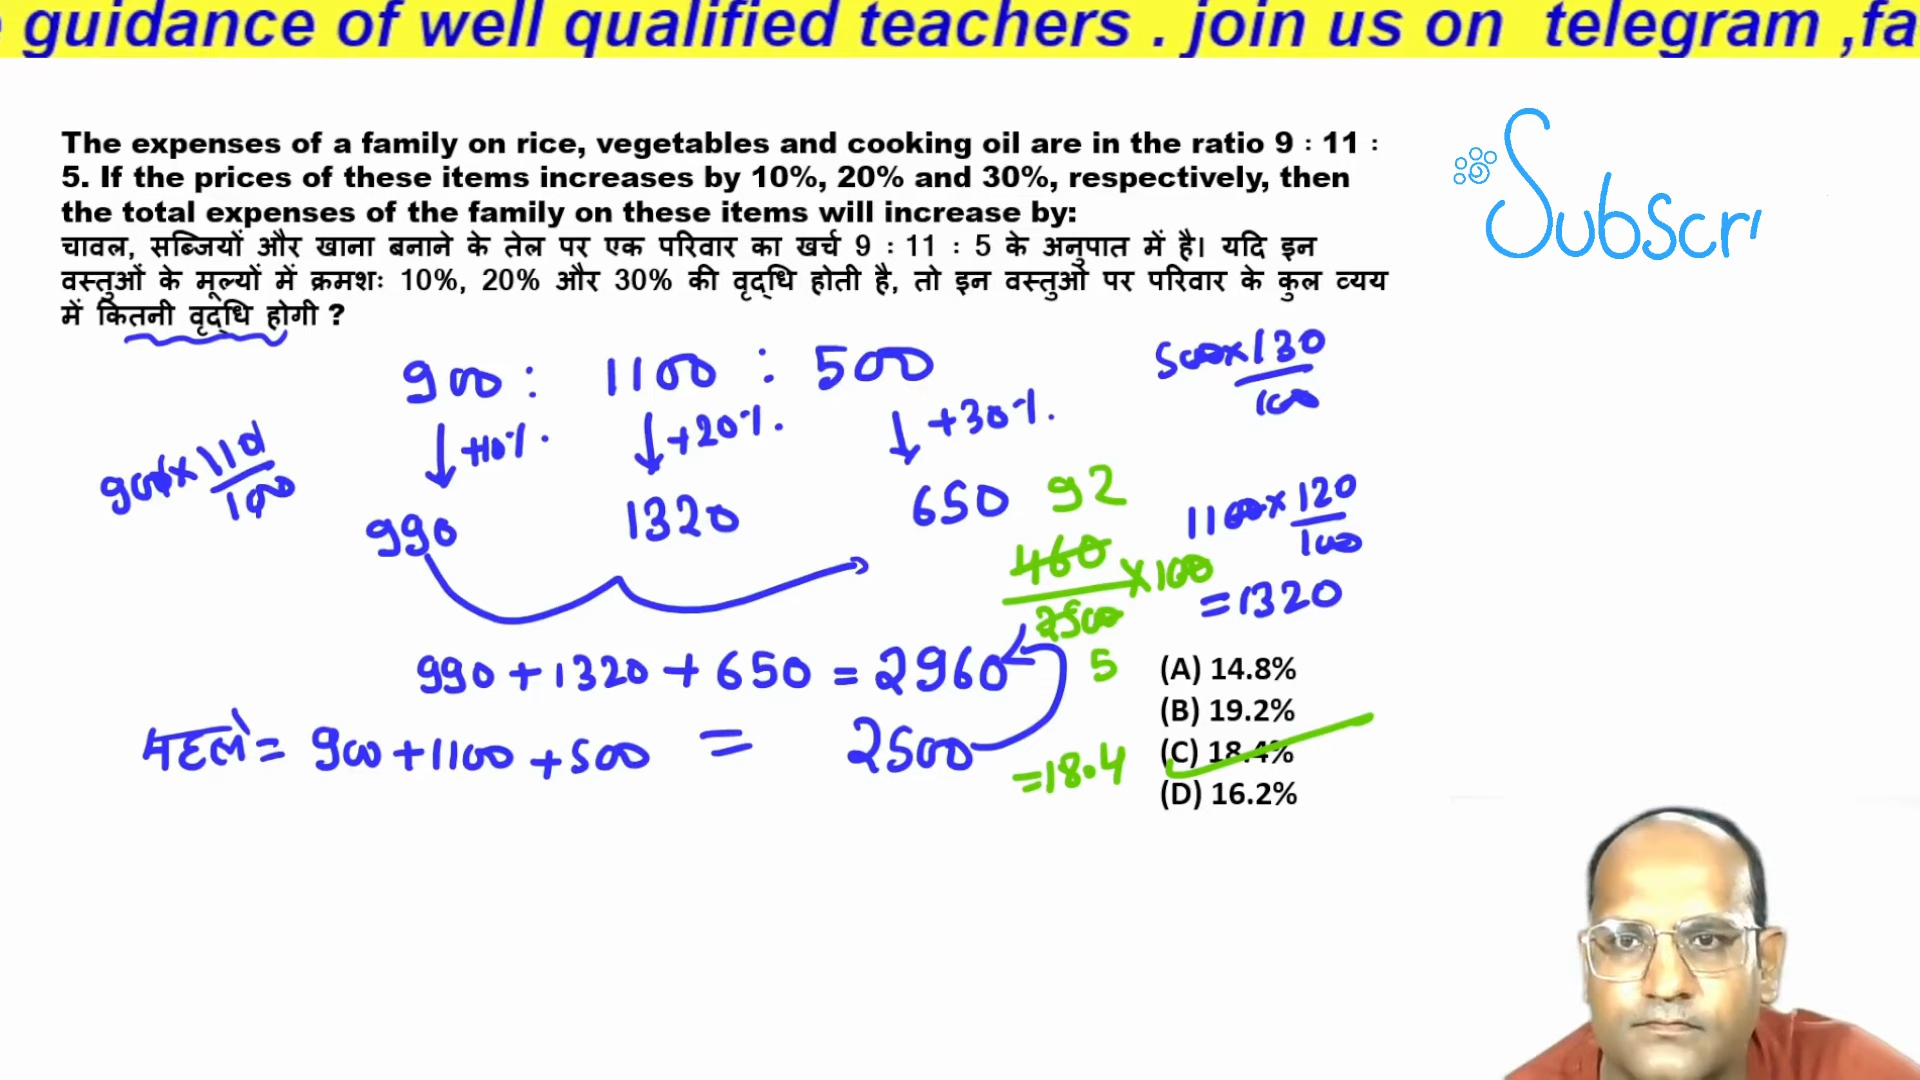 guidance of well qualified teachers . join us on telegram ,fa
Subscri
The expenses of a family on rice, vegetables and cooking oil are in the ratio 9 : 11 :
5. If the prices of these items increases by 10%, 20% and 30%, respectively, then
the total expenses of the family on these items will increase by:
चावल, सब्जियों और खाना बनाने के तेल पर एक परिवार का खर्च 9 : 11 : 5 के अनुपात में है। यदि इन
वस्तुओं के मूल्यों में क्रमशः 10%, 20% और 30% की वृद्धि होती है, तो इन वस्तुओं पर परिवार के कुल व्यय
में कितनी वृद्धि होगी ?
900 : 1100 : 500
500×130/100
+10% +20% +30%
900×110/100
990 1320 650
92
460/2500 ×100
5
1100×120/100
=1320
990+1320+650=2960
पहले= 900+1100+500 = 2500
=18.4
(A) 14.8%
(B) 19.2%
(C) 18.4%
(D) 16.2%